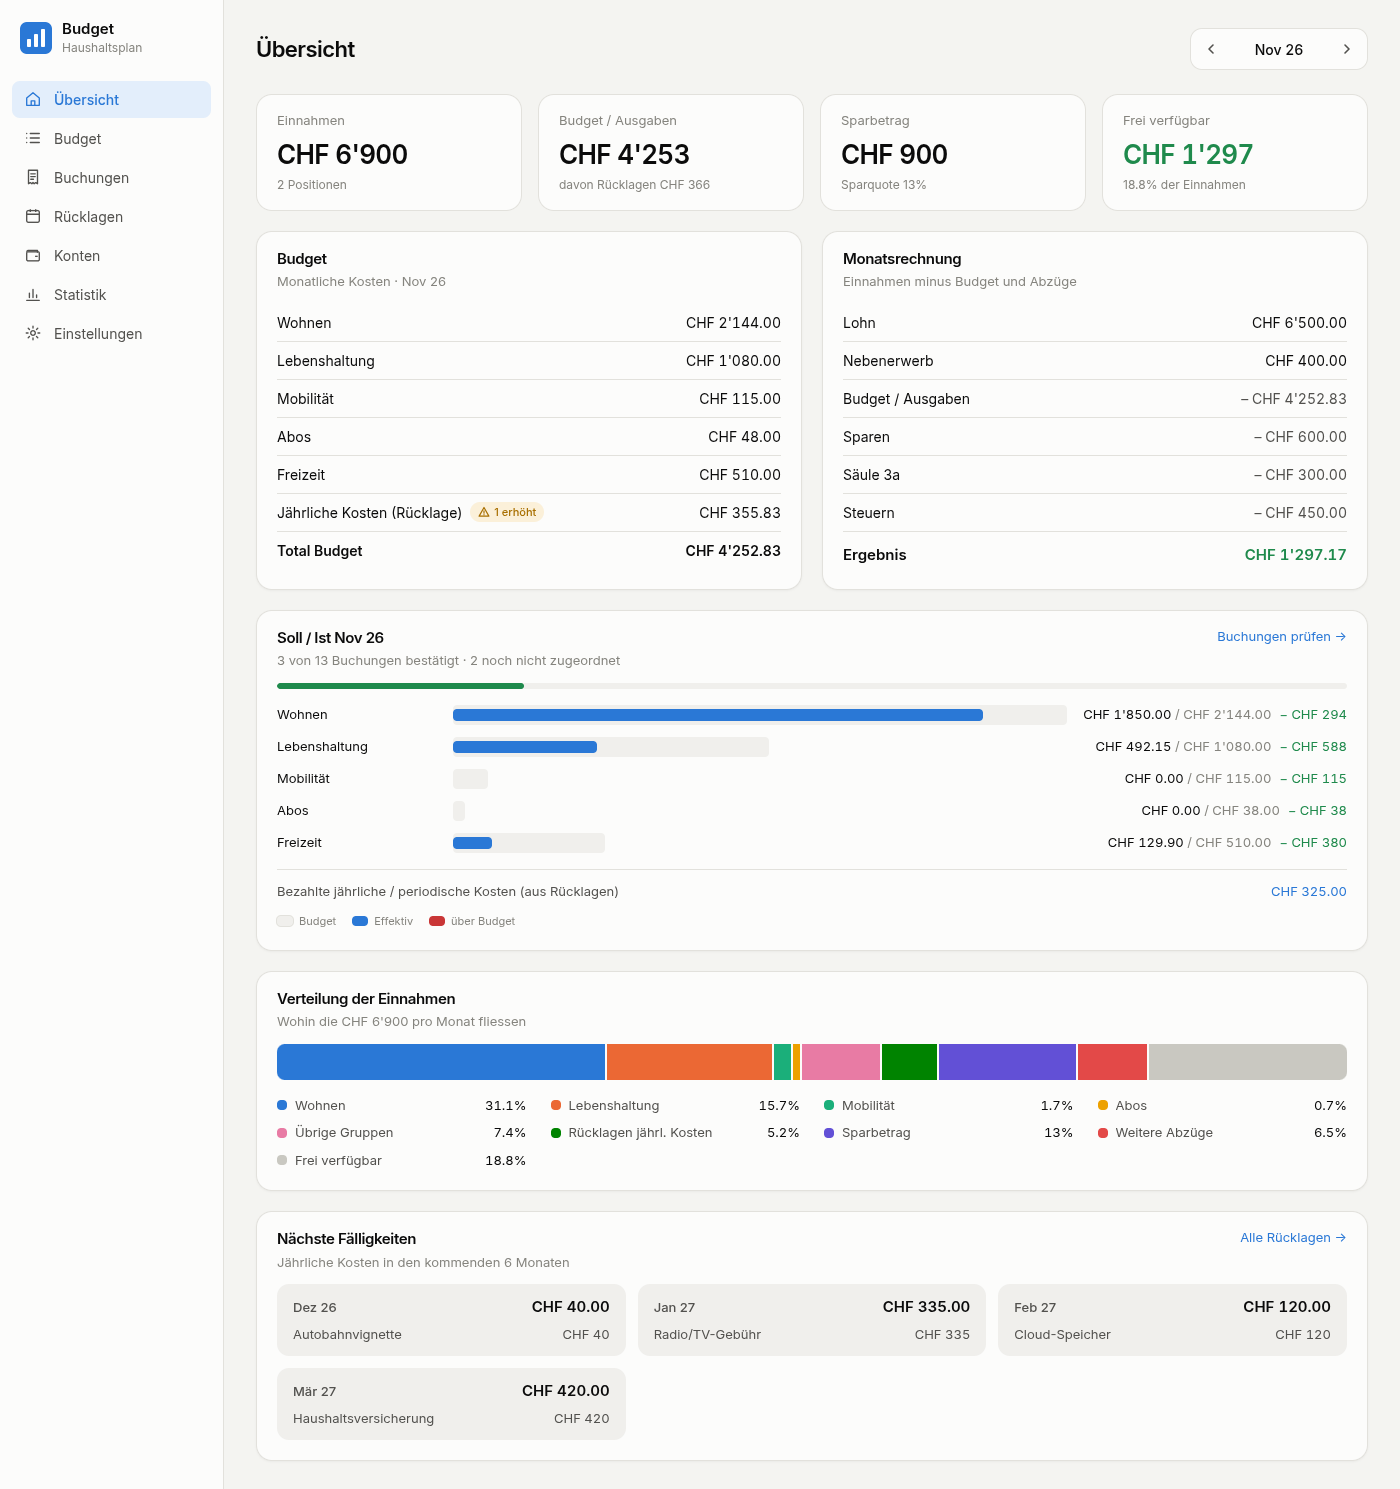 Budget
Haushaltsplan
Übersicht
Budget
Buchungen
Rücklagen
Konten
Statistik
Einstellungen
Übersicht
Nov 26
Einnahmen
CHF 6'900
2 Positionen
Budget / Ausgaben
CHF 4'253
davon Rücklagen CHF 366
Sparbetrag
CHF 900
Sparquote 13%
Frei verfügbar
CHF 1'297
18.8% der Einnahmen
Budget
Monatliche Kosten · Nov 26
Wohnen CHF 2'144.00
Lebenshaltung CHF 1'080.00
Mobilität CHF 115.00
Abos CHF 48.00
Freizeit CHF 510.00
Jährliche Kosten (Rücklage) 1 erhöht CHF 355.83
Total Budget CHF 4'252.83
Monatsrechnung
Einnahmen minus Budget und Abzüge
Lohn CHF 6'500.00
Nebenerwerb CHF 400.00
Budget / Ausgaben – CHF 4'252.83
Sparen – CHF 600.00
Säule 3a – CHF 300.00
Steuern – CHF 450.00
Ergebnis CHF 1'297.17
Soll / Ist Nov 26 Buchungen prüfen →
3 von 13 Buchungen bestätigt · 2 noch nicht zugeordnet
Wohnen CHF 1'850.00 / CHF 2'144.00 – CHF 294
Lebenshaltung CHF 492.15 / CHF 1'080.00 – CHF 588
Mobilität CHF 0.00 / CHF 115.00 – CHF 115
Abos CHF 0.00 / CHF 38.00 – CHF 38
Freizeit CHF 129.90 / CHF 510.00 – CHF 380
Bezahlte jährliche / periodische Kosten (aus Rücklagen) CHF 325.00
Budget Effektiv über Budget
Verteilung der Einnahmen
Wohin die CHF 6'900 pro Monat fliessen
Wohnen 31.1% Lebenshaltung 15.7% Mobilität 1.7% Abos 0.7%
Übrige Gruppen 7.4% Rücklagen jährl. Kosten 5.2% Sparbetrag 13% Weitere Abzüge 6.5%
Frei verfügbar 18.8%
Nächste Fälligkeiten Alle Rücklagen →
Jährliche Kosten in den kommenden 6 Monaten
Dez 26 CHF 40.00
Autobahnvignette CHF 40
Jan 27 CHF 335.00
Radio/TV-Gebühr CHF 335
Feb 27 CHF 120.00
Cloud-Speicher CHF 120
Mär 27 CHF 420.00
Haushaltsversicherung CHF 420